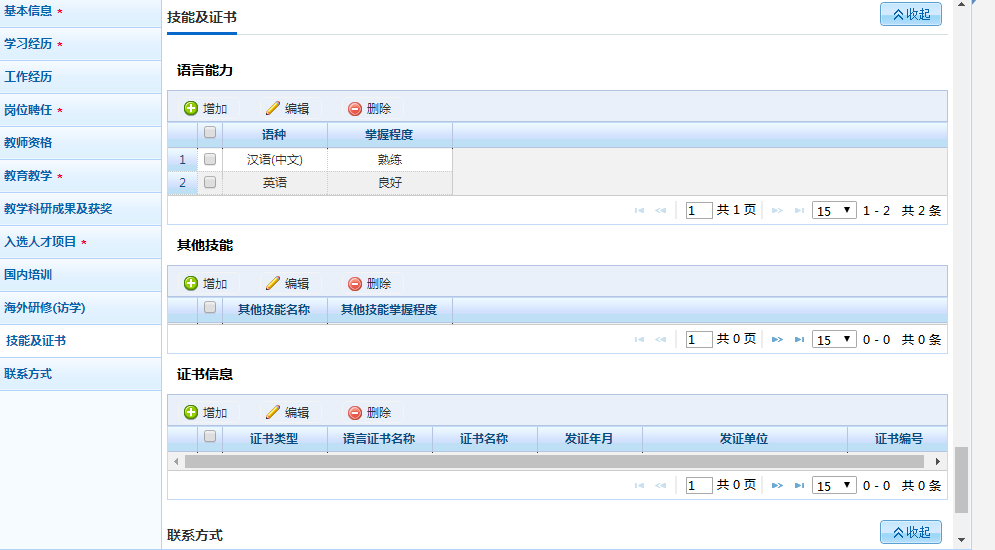 基本信息 *
学习经历 *
工作经历
岗位聘任 *
教师资格
教育教学 *
教学科研成果及获奖
入选人才项目 *
国内培训
海外研修(访学)
技能及证书
联系方式
技能及证书 收起
语言能力
增加 编辑 删除
语种 掌握程度
1 汉语(中文) 熟练
2 英语 良好
1 共 1 页 15 1 - 2 共 2 条
其他技能
增加 编辑 删除
其他技能名称 其他技能掌握程度
1 共 0 页 15 0 - 0 共 0 条
证书信息
增加 编辑 删除
证书类型 语言证书名称 证书名称 发证年月 发证单位 证书编号
1 共 0 页 15 0 - 0 共 0 条
联系方式 收起